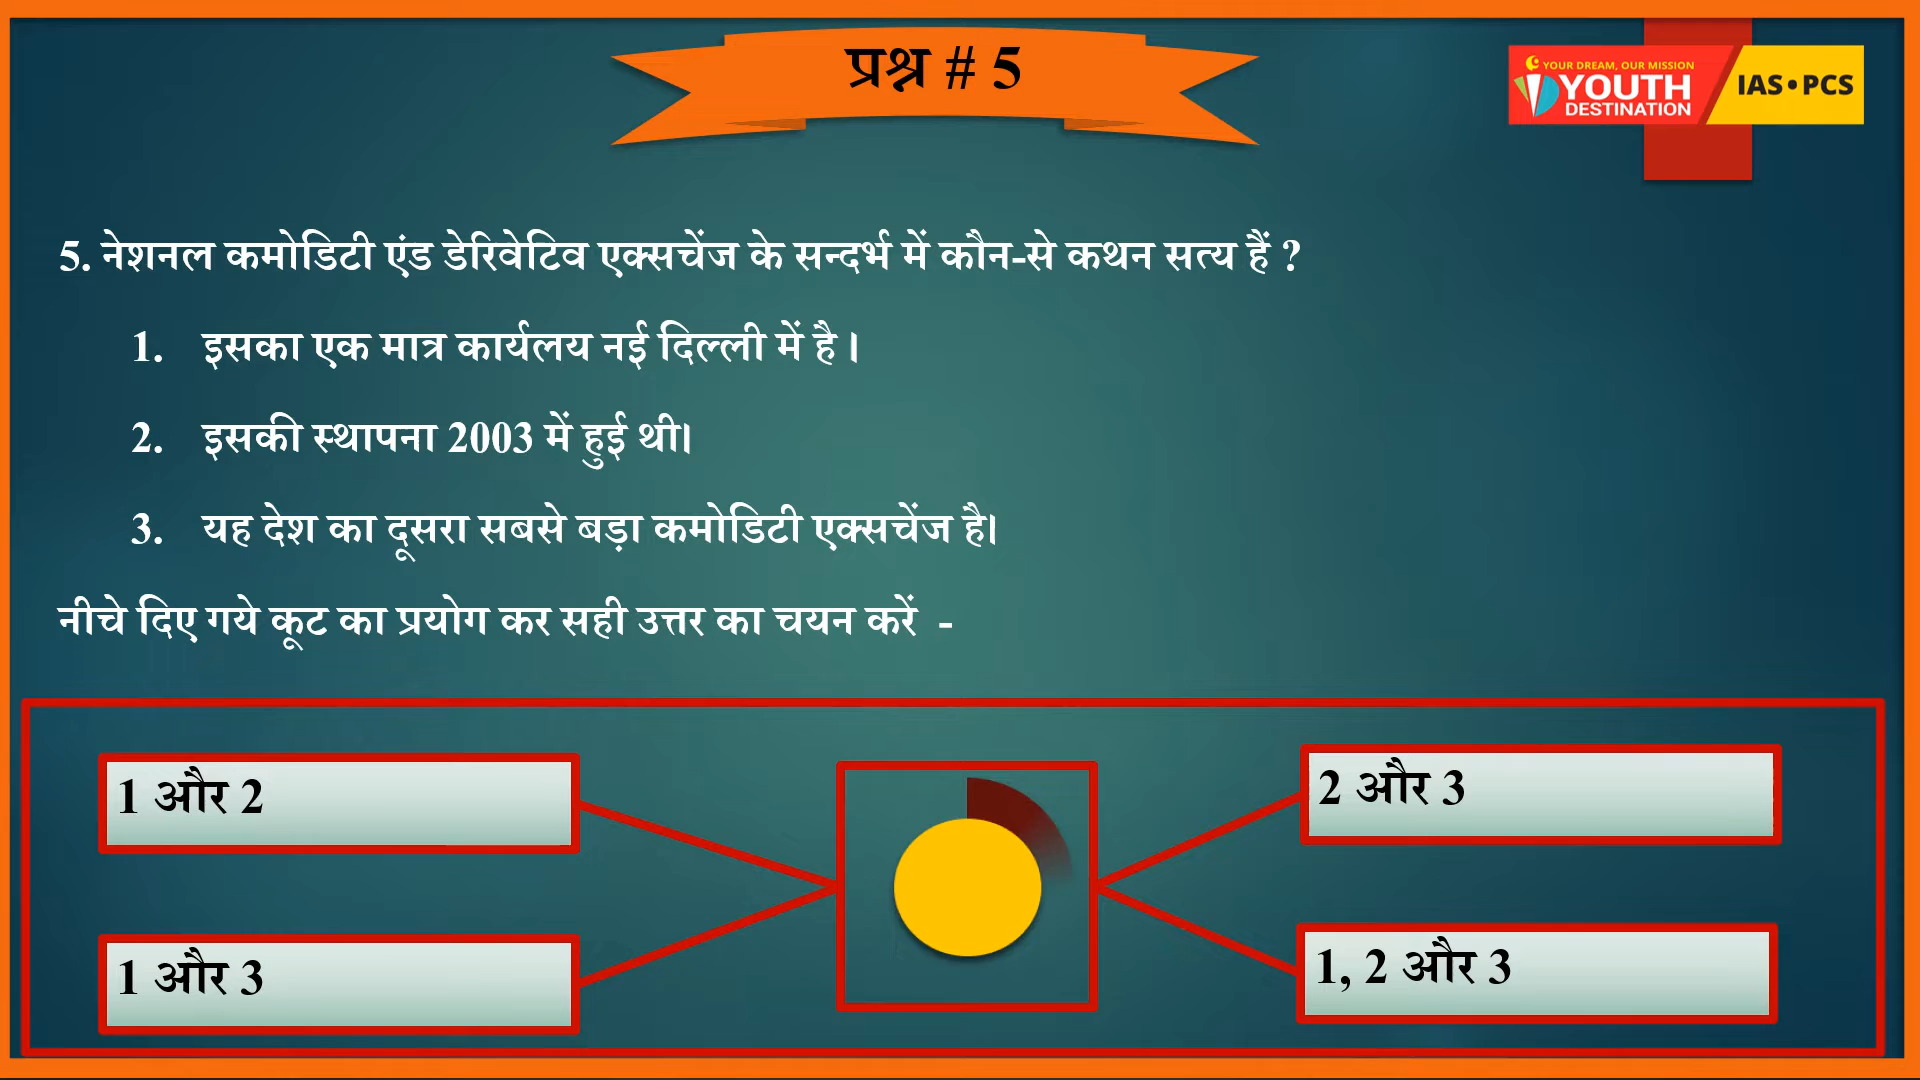 प्रश्न # 5
YOUR DREAM, OUR MISSION
YOUTH
DESTINATION
IAS•PCS
5. नेशनल कमोडिटी एंड डेरिवेटिव एक्सचेंज के सन्दर्भ में कौन-से कथन सत्य हैं ?
1. इसका एक मात्र कार्यलय नई दिल्ली में है ।
2. इसकी स्थापना 2003 में हुई थी।
3. यह देश का दूसरा सबसे बड़ा कमोडिटी एक्सचेंज है।
नीचे दिए गये कूट का प्रयोग कर सही उत्तर का चयन करें -
1 और 2
2 और 3
1 और 3
1, 2 और 3